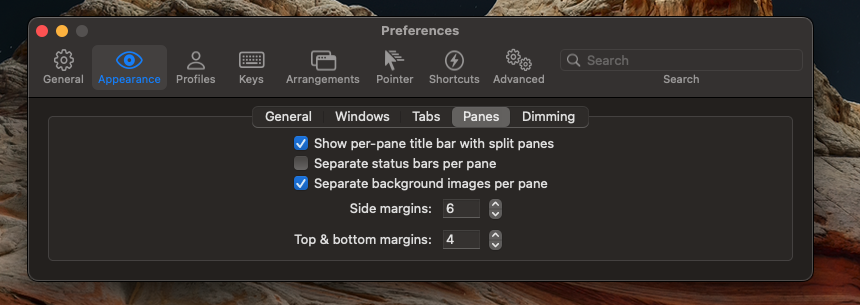 Preferences
General
Appearance
Profiles
Keys
Arrangements
Pointer
Shortcuts
Advanced
Search
Search
General
Windows
Tabs
Panes
Dimming
Show per-pane title bar with split panes
Separate status bars per pane
Separate background images per pane
Side margins: 6
Top & bottom margins: 4